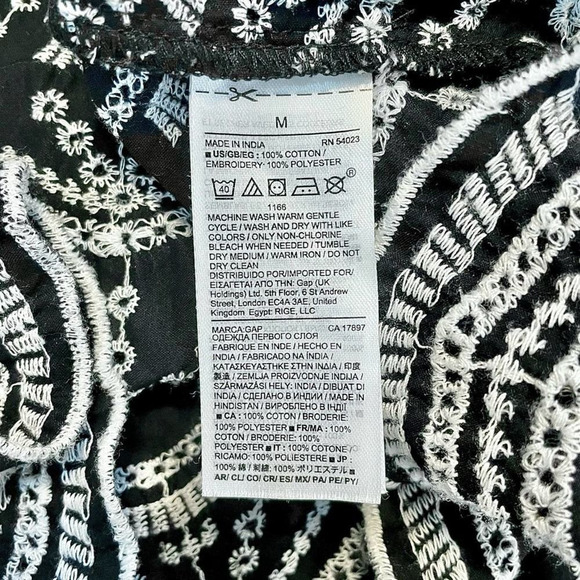 M
MADE IN INDIA RN 54023
■ US/GB/EG: 100% COTTON /
EMBROIDERY: 100% POLYESTER
40
®
1166
MACHINE WASH WARM GENTLE
CYCLE / WASH AND DRY WITH LIKE
COLORS / ONLY NON-CHLORINE
BLEACH WHEN NEEDED / TUMBLE
DRY MEDIUM / WARM IRON / DO NOT
DRY CLEAN
DISTRIBUIDO POR/IMPORTED FOR/
ΕΙΣΑΓΕΤΑΙ ΑΠΟ ΤΗΝ: Gap (UK
Holdings) Ltd, 5th Floor, 6 St Andrew
Street, London EC4A 3AE, United
Kingdom Egypt: RIGE, LLC
MARCA:GAP CA 17897
ОДЕЖДА ПЕРВОГО СЛОЯ
FABRIQUE EN INDE / HECHO EN
INDIA / FABRICADO NA ÍNDIA /
ΚΑΤΑΣΚΕΥΑΣΤΗΚΕ ΣΤΗΝ ΙΝΔΙΑ / 印度
製造 / ZEMLJA PROIZVODNJE INDIJA /
SZÁRMAZÁSI HELY: INDIA / DIBUAT DI
INDIA / СДЕЛАНО В ИНДИИ / MADE IN
HINDISTAN / ВИРОБЛЕНО В ІНДІЇ
■ CA : 100% COTON / BRODERIE:
100% POLYESTER ■ FR/MA : 100%
COTON / BRODERIE: 100%
POLYESTER ■ IT : 100% COTONE /
RICAMO: 100% POLIESTERE ■ JP :
100% 綿 / 刺繍: 100% ポリエステル ■
AR/ CL/ CO/ CR/ ES/ MX/ PA/ PE/ PY/